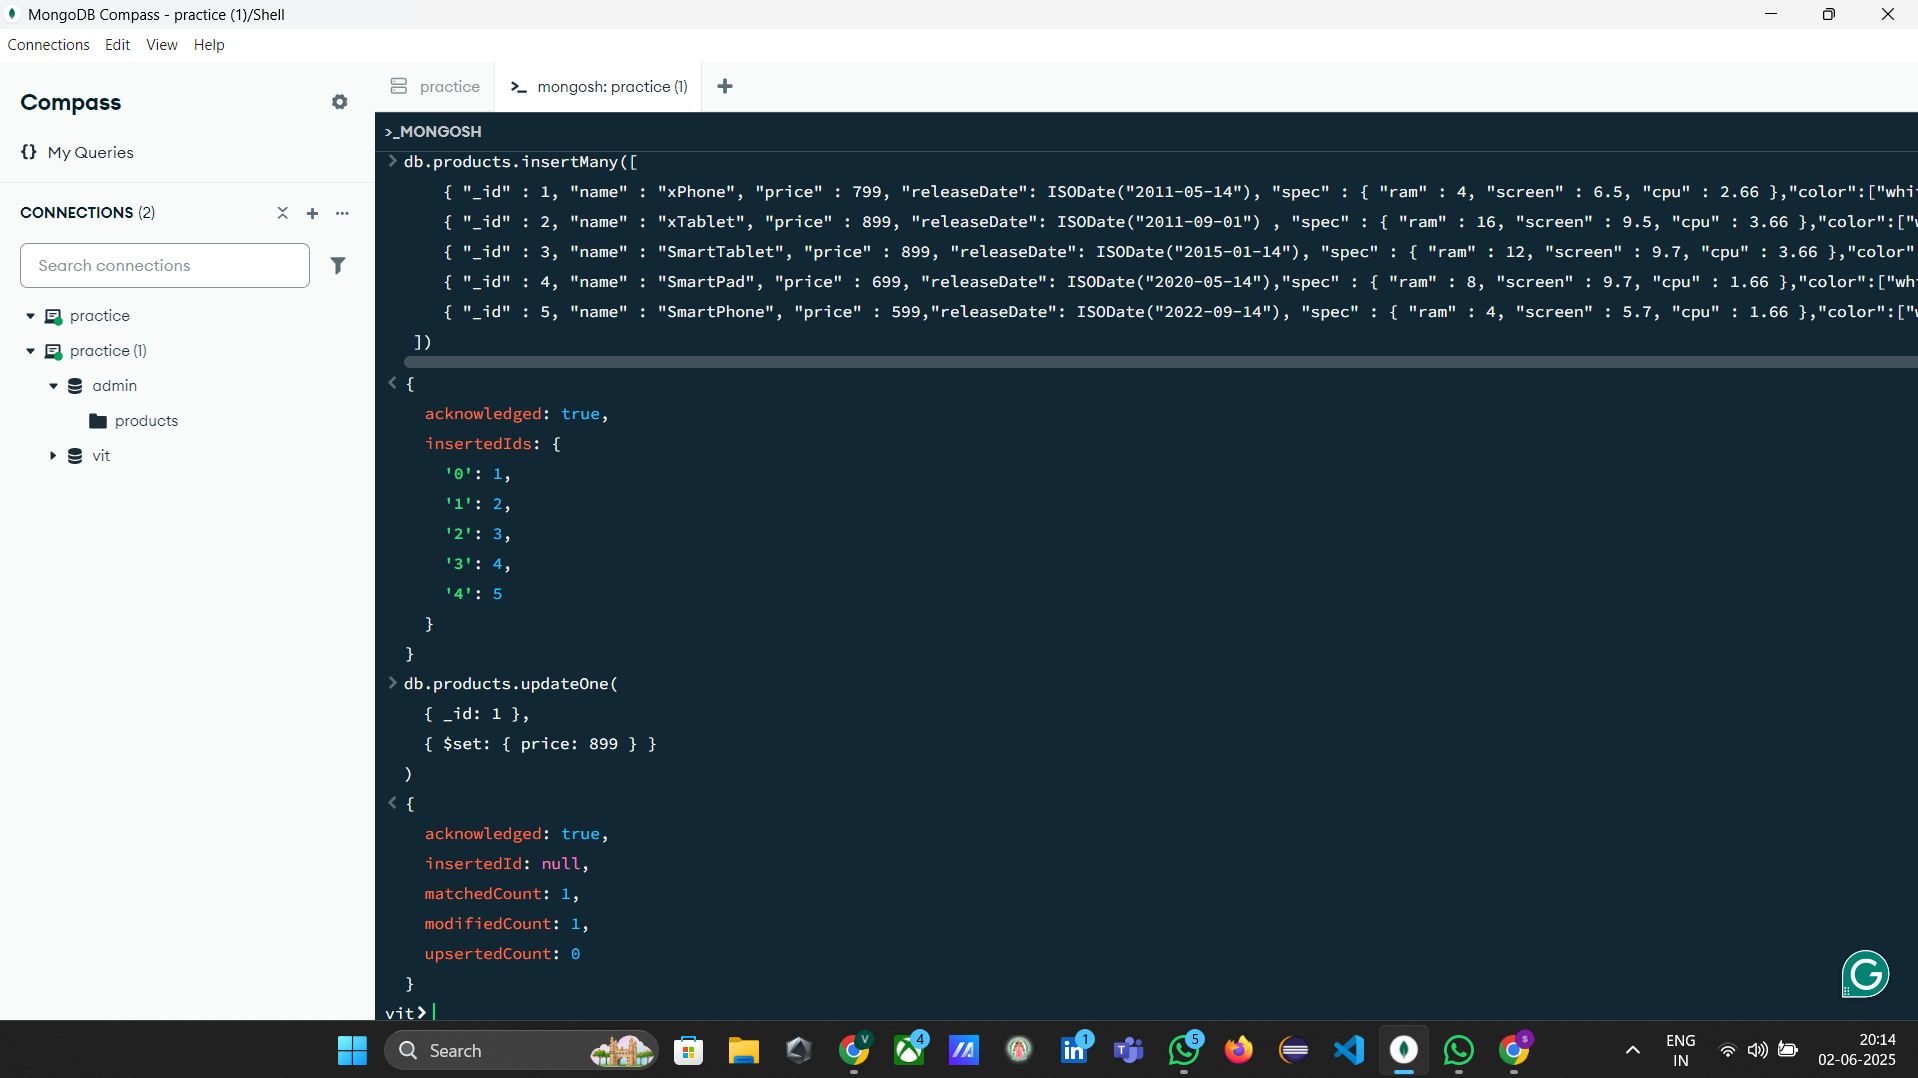 MongoDB Compass - practice (1)/Shell
Connections Edit View Help
Compass
{} My Queries
CONNECTIONS (2)
Search connections
practice
practice (1)
admin
products
vit
practice
>_ mongosh: practice (1)
>_MONGOSH
> db.products.insertMany([
{ "_id" : 1, "name" : "xPhone", "price" : 799, "releaseDate": ISODate("2011-05-14"), "spec" : { "ram" : 4, "screen" : 6.5, "cpu" : 2.66 },"color":["whi
{ "_id" : 2, "name" : "xTablet", "price" : 899, "releaseDate": ISODate("2011-09-01") , "spec" : { "ram" : 16, "screen" : 9.5, "cpu" : 3.66 },"color":["w
{ "_id" : 3, "name" : "SmartTablet", "price" : 899, "releaseDate": ISODate("2015-01-14"), "spec" : { "ram" : 12, "screen" : 9.7, "cpu" : 3.66 },"color"
{ "_id" : 4, "name" : "SmartPad", "price" : 699, "releaseDate": ISODate("2020-05-14"),"spec" : { "ram" : 8, "screen" : 9.7, "cpu" : 1.66 },"color":["wh
{ "_id" : 5, "name" : "SmartPhone", "price" : 599,"releaseDate": ISODate("2022-09-14"), "spec" : { "ram" : 4, "screen" : 5.7, "cpu" : 1.66 },"color":["w
])
< {
acknowledged: true,
insertedIds: {
'0': 1,
'1': 2,
'2': 3,
'3': 4,
'4': 5
}
}
> db.products.updateOne(
{ _id: 1 },
{ $set: { price: 899 } }
)
< {
acknowledged: true,
insertedId: null,
matchedCount: 1,
modifiedCount: 1,
upsertedCount: 0
}
vit>
G
Search
V
4
in
1
5
S
ENG
IN
20:14
02-06-2025